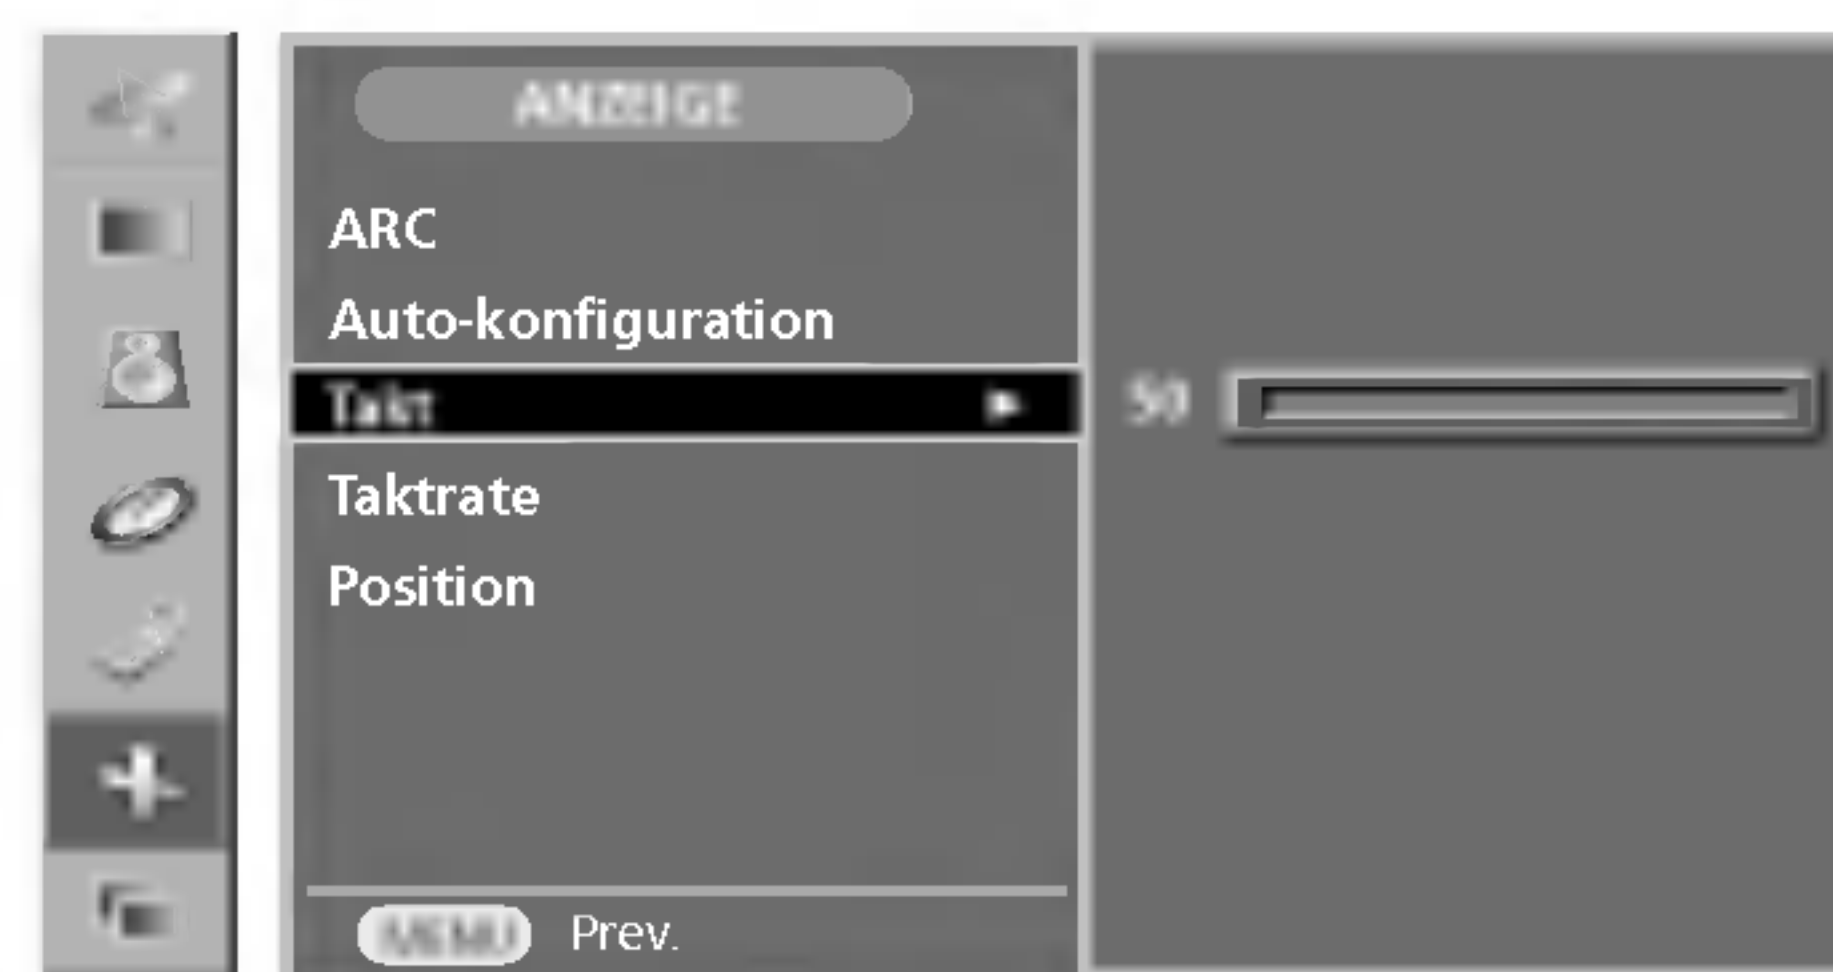 ANZEIGE
ARC
Auto-konfiguration
Takt 50
Taktrate
Position
MENU Prev.